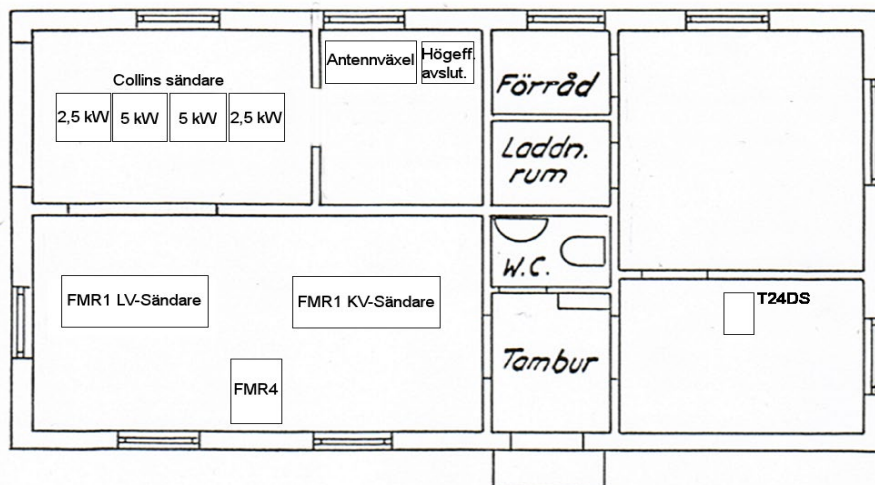 Antennväxel
Högeff.
avslut.
Collins sändare
2,5 kW
5 kW
5 kW
2,5 kW
Förråd
Laddn.
rum
W.C.
FMR1 LV-Sändare
FMR1 KV-Sändare
T24DS
Tambur
FMR4